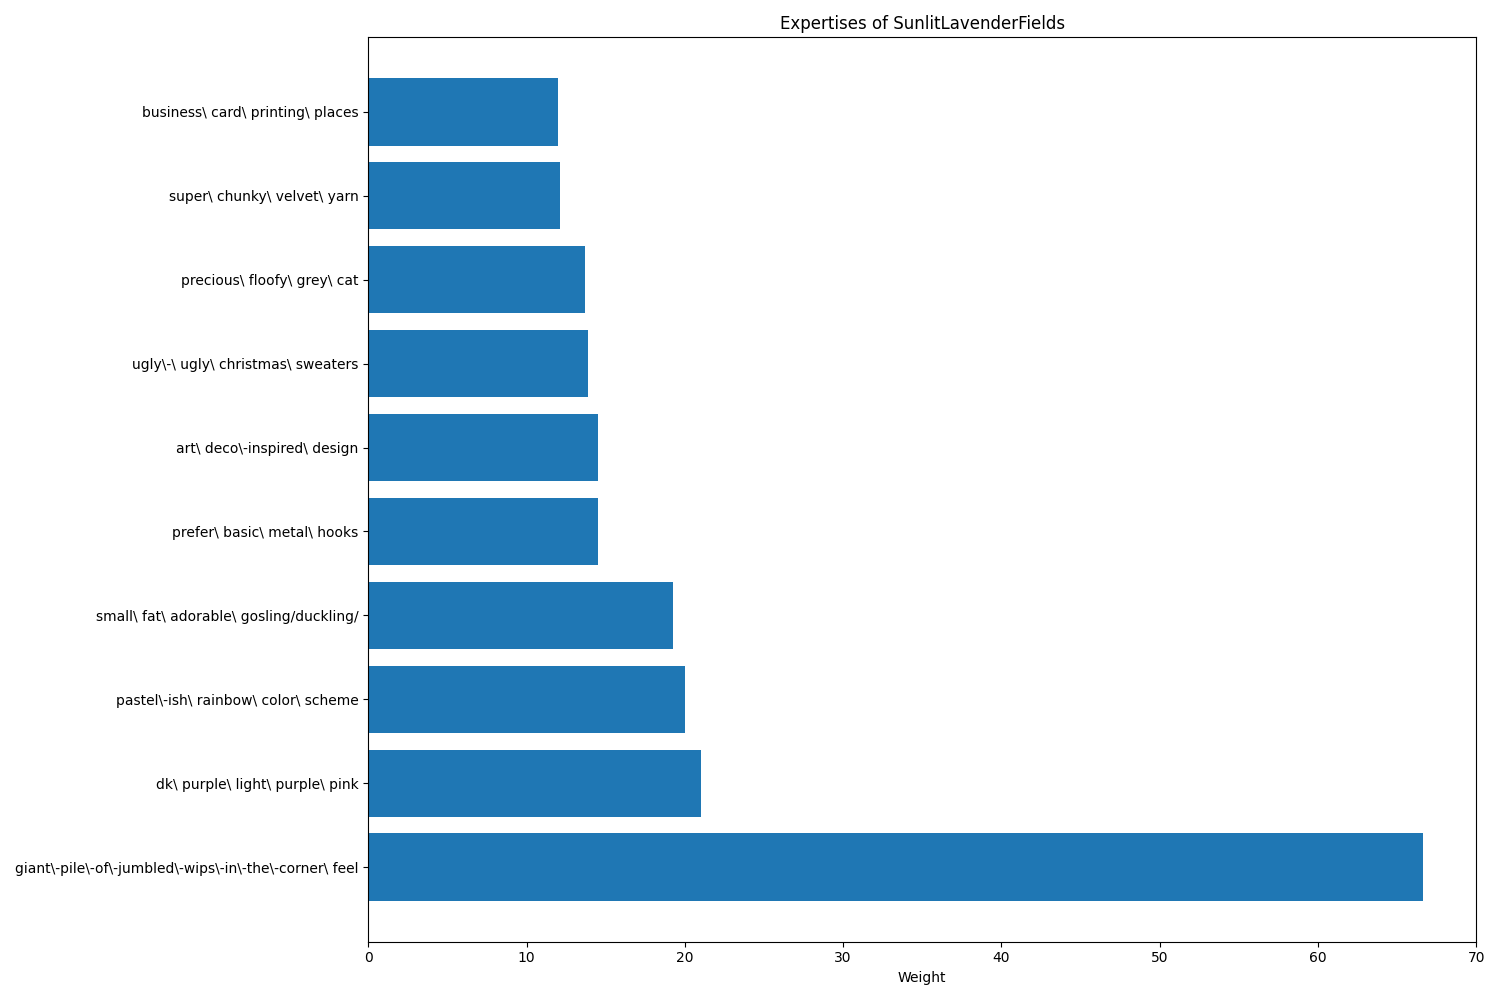 Expertises of SunlitLavenderFields
business\ card\ printing\ places
super\ chunky\ velvet\ yarn
precious\ floofy\ grey\ cat
ugly\-\ ugly\ christmas\ sweaters
art\ deco\-inspired\ design
prefer\ basic\ metal\ hooks
small\ fat\ adorable\ gosling/duckling/
pastel\-ish\ rainbow\ color\ scheme
dk\ purple\ light\ purple\ pink
giant\-pile\-of\-jumbled\-wips\-in\-the\-corner\ feel
0 10 20 30 40 50 60 70
Weight